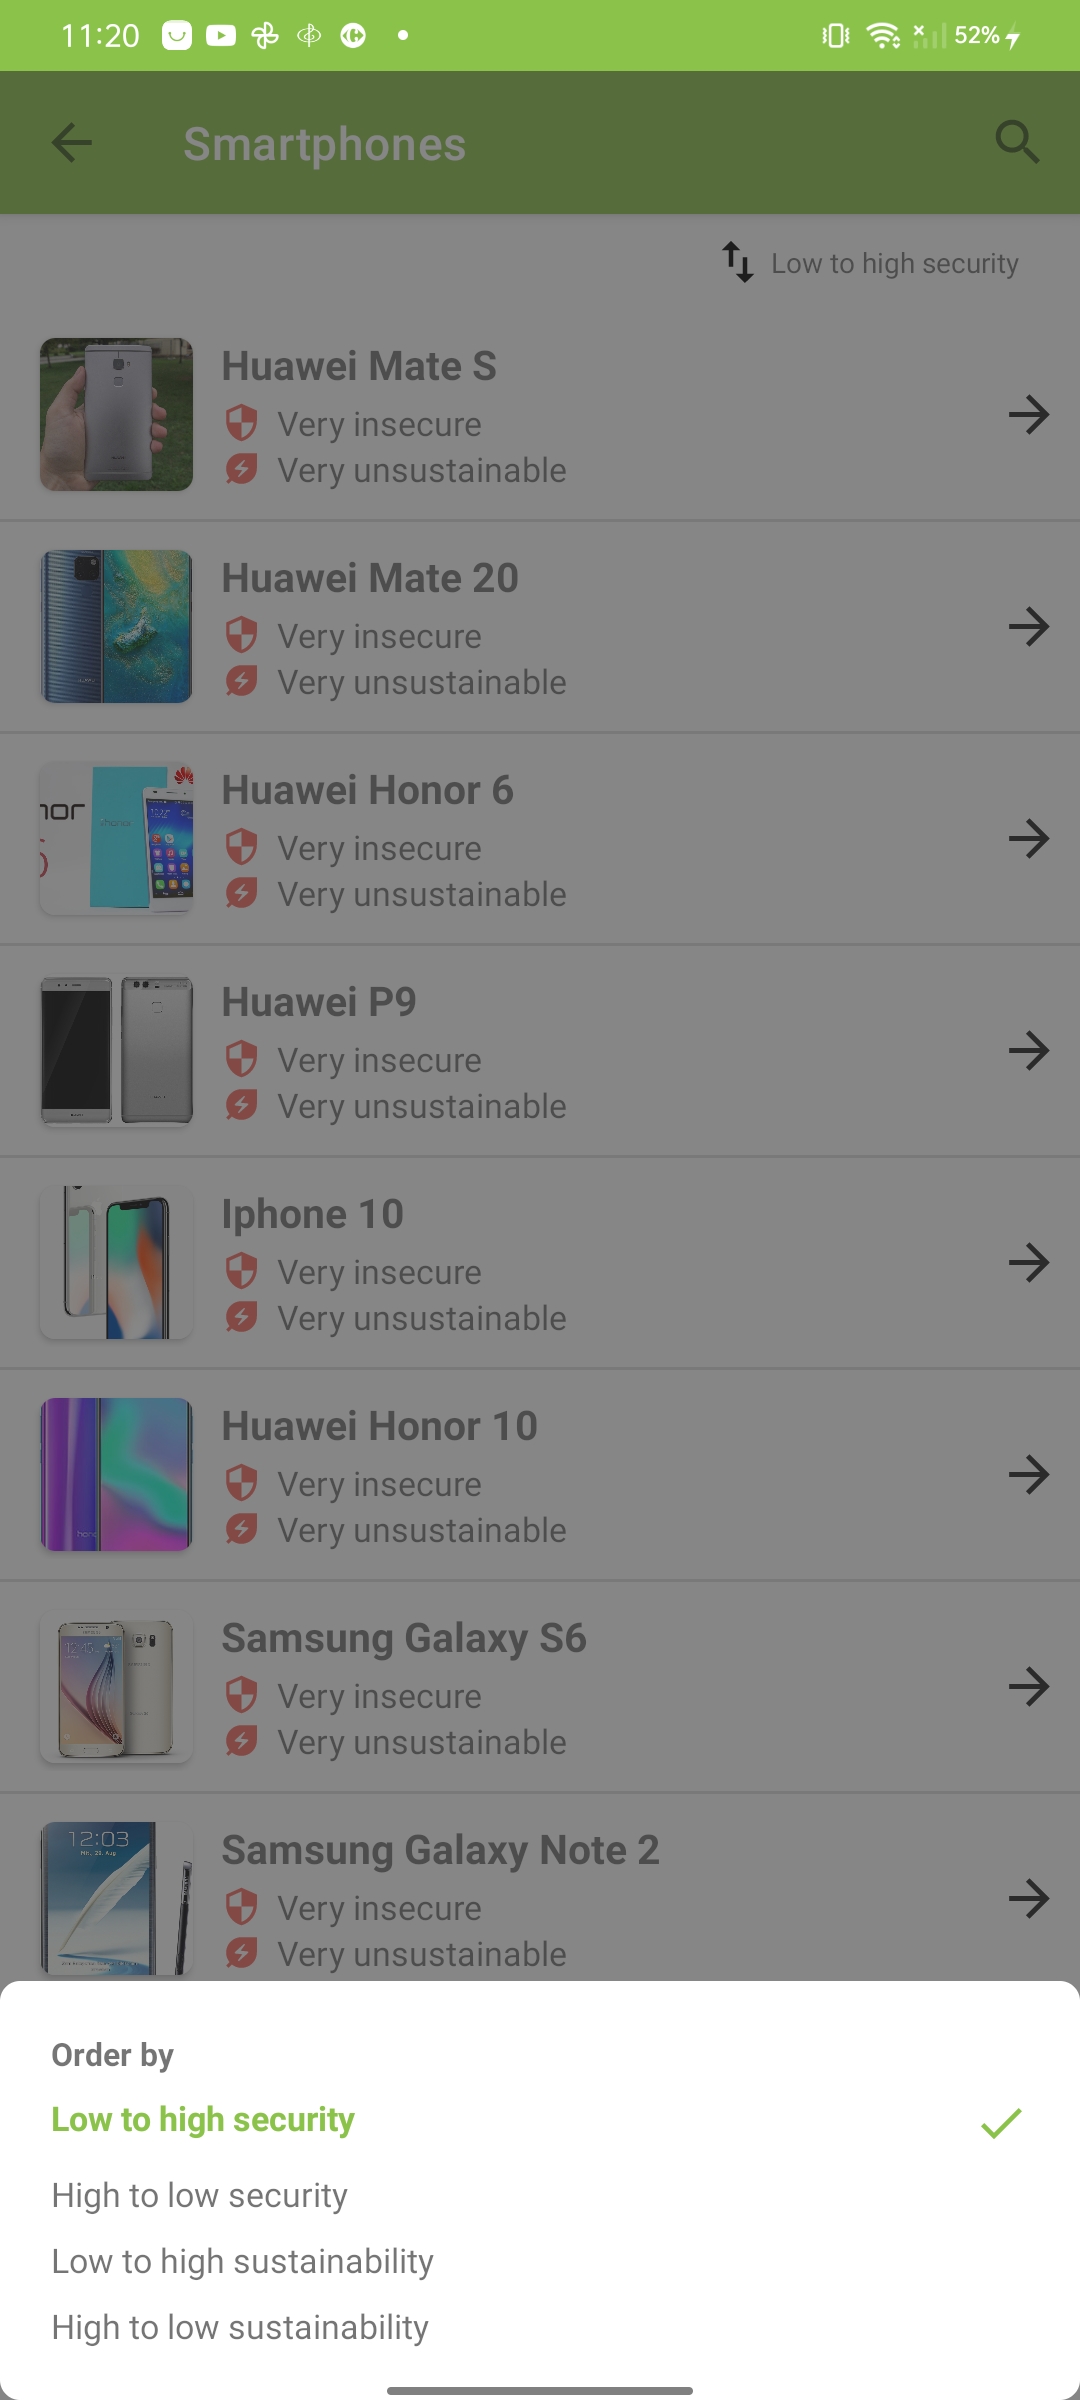 11:20
52%
Smartphones
Low to high security
Huawei Mate S
Very insecure
Very unsustainable
Huawei Mate 20
Very insecure
Very unsustainable
Huawei Honor 6
Very insecure
Very unsustainable
Huawei P9
Very insecure
Very unsustainable
Iphone 10
Very insecure
Very unsustainable
Huawei Honor 10
Very insecure
Very unsustainable
Samsung Galaxy S6
Very insecure
Very unsustainable
12:03
Samsung Galaxy Note 2
Very insecure
Very unsustainable
Order by
Low to high security
High to low security
Low to high sustainability
High to low sustainability